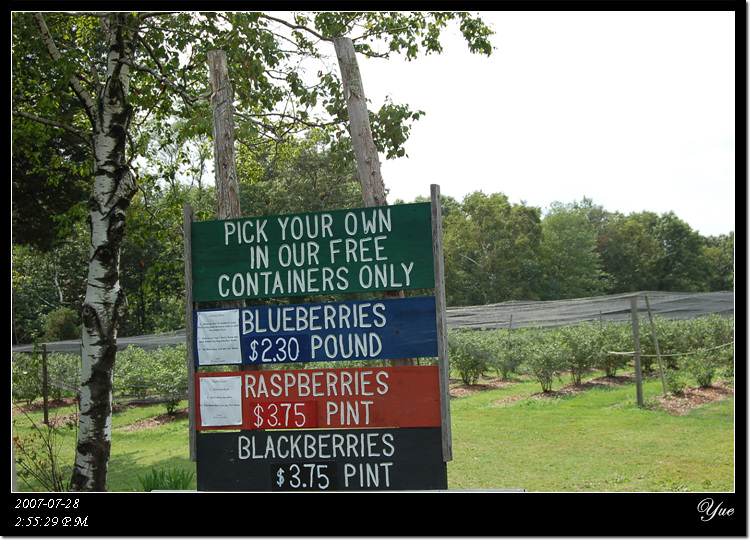 PICK YOUR OWN
IN OUR FREE
CONTAINERS ONLY
BLUEBERRIES
$2.30 POUND
RASPBERRIES
$3.75 PINT
BLACKBERRIES
$3.75 PINT
2007-07-28
2:55:29 P.M.
Yue